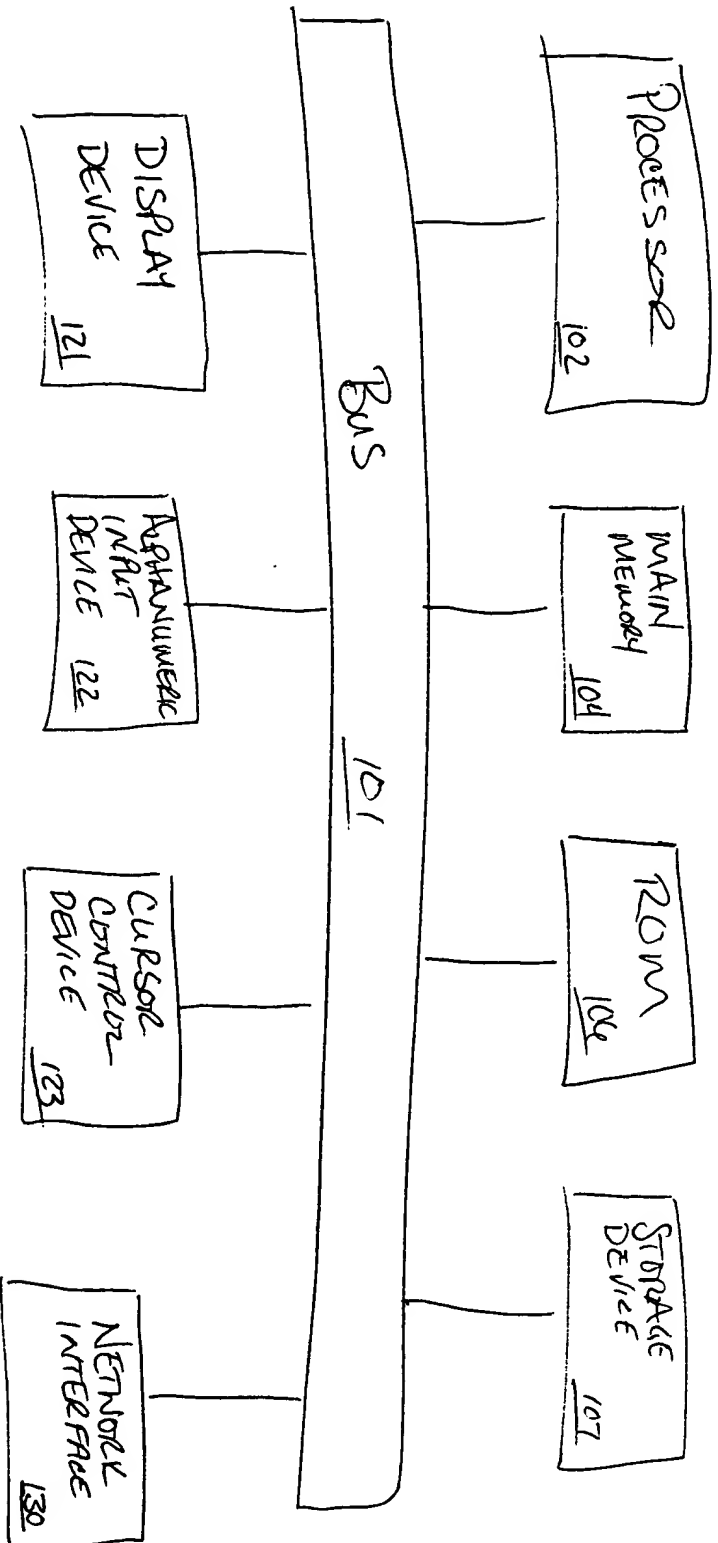 PROCESSOR
102
MAIN
MEMORY
104
ROM
106
STORAGE
DEVICE
107
BUS
101
DISPLAY
DEVICE
121
ALPHANUMERIC
INPUT
DEVICE 122
CURSOR
CONTROL
DEVICE
123
NETWORK
INTERFACE
130